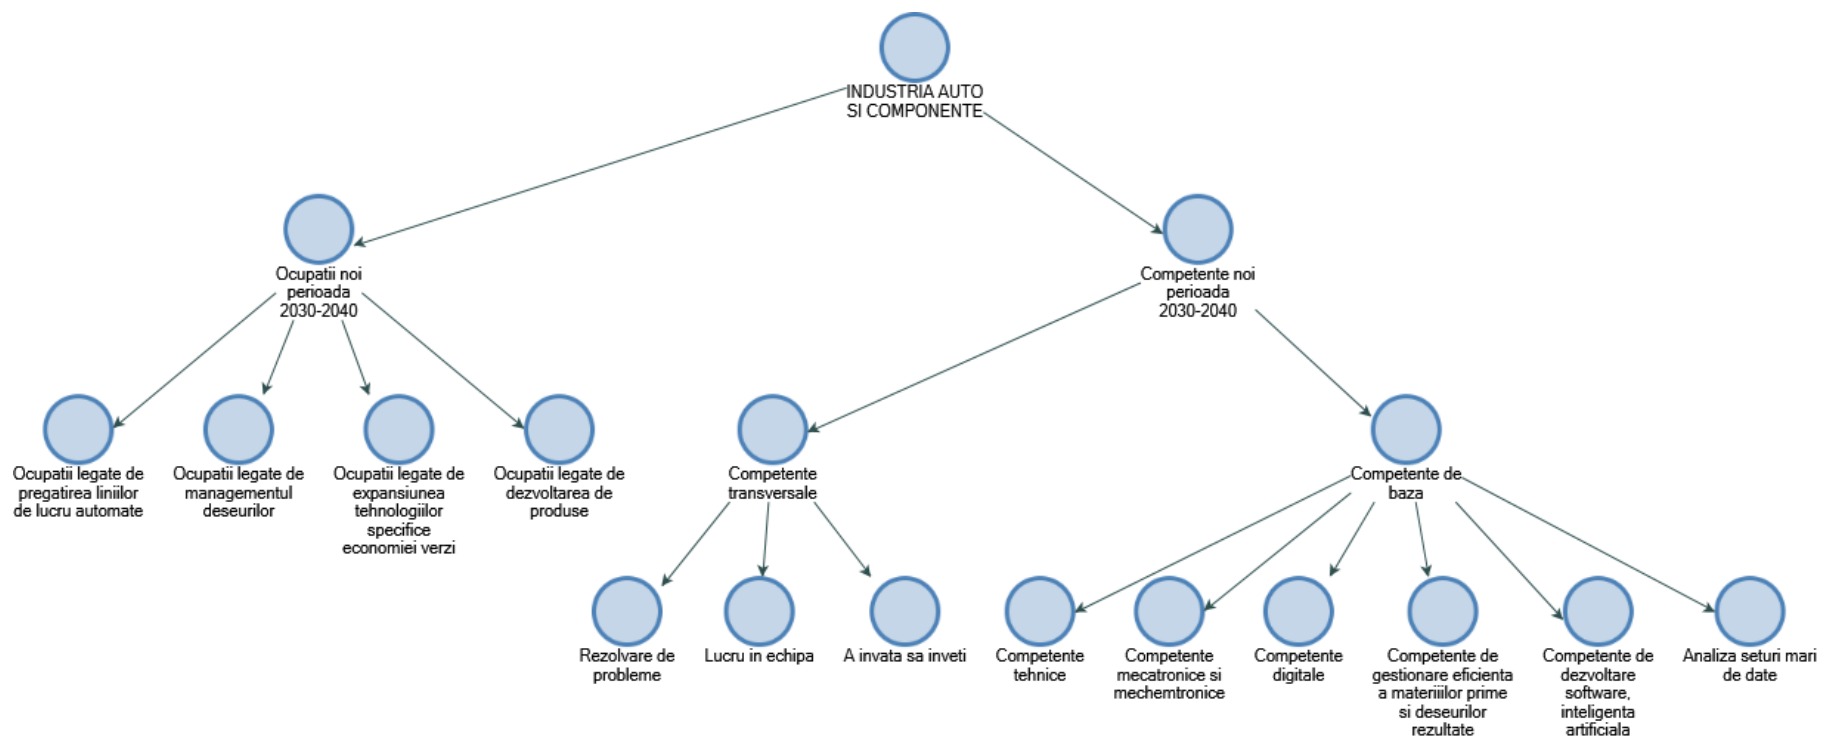 INDUSTRIA AUTO
SI COMPONENTE
Ocupatii noi
perioada
2030-2040
Competente noi
perioada
2030-2040
Ocupatii legate de
pregatirea liniilor
de lucru automate
Ocupatii legate de
managementul
deseurilor
Ocupatii legate de
expansiunea
tehnologiilor
specifice
economiei verzi
Ocupatii legate de
dezvoltarea de
produse
Competente
transversale
Competente de
baza
Rezolvare de
probleme
Lucru in echipa
A invata sa inveti
Competente
tehnice
Competente
mecatronice si
mechemtronice
Competente
digitale
Competente de
gestionare eficienta
a materiiilor prime
si deseurilor
rezultate
Competente de
dezvoltare
software,
inteligenta
artificiala
Analiza seturi mari
de date